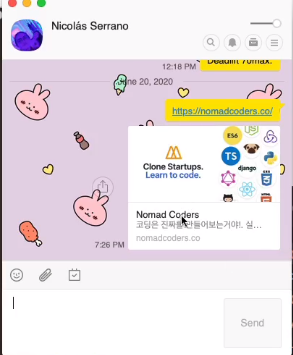 Nicolás Serrano
Deadlift 70max.
12:18 PM
June 20, 2020
https://nomadcoders.co/
Clone Startups.
Learn to code.
ES6
JS
TS
django
Nomad Coders
코딩은 진짜를 만들어보는거야!. 실...
nomadcoders.co
7:26 PM
Send